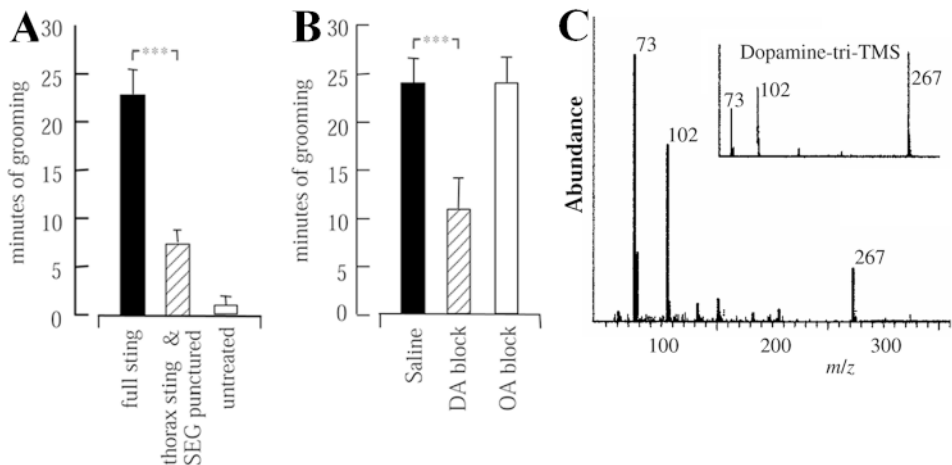 A
30
25
20
15
10
5
0
minutes of grooming
***
full sting
thorax sting &
SEG punctured
untreated
B
30
25
20
15
10
5
0
minutes of grooming
***
Saline
DA block
OA block
C
Abundance
73
102
267
Dopamine-tri-TMS
73
102
267
100
200
300
m/z